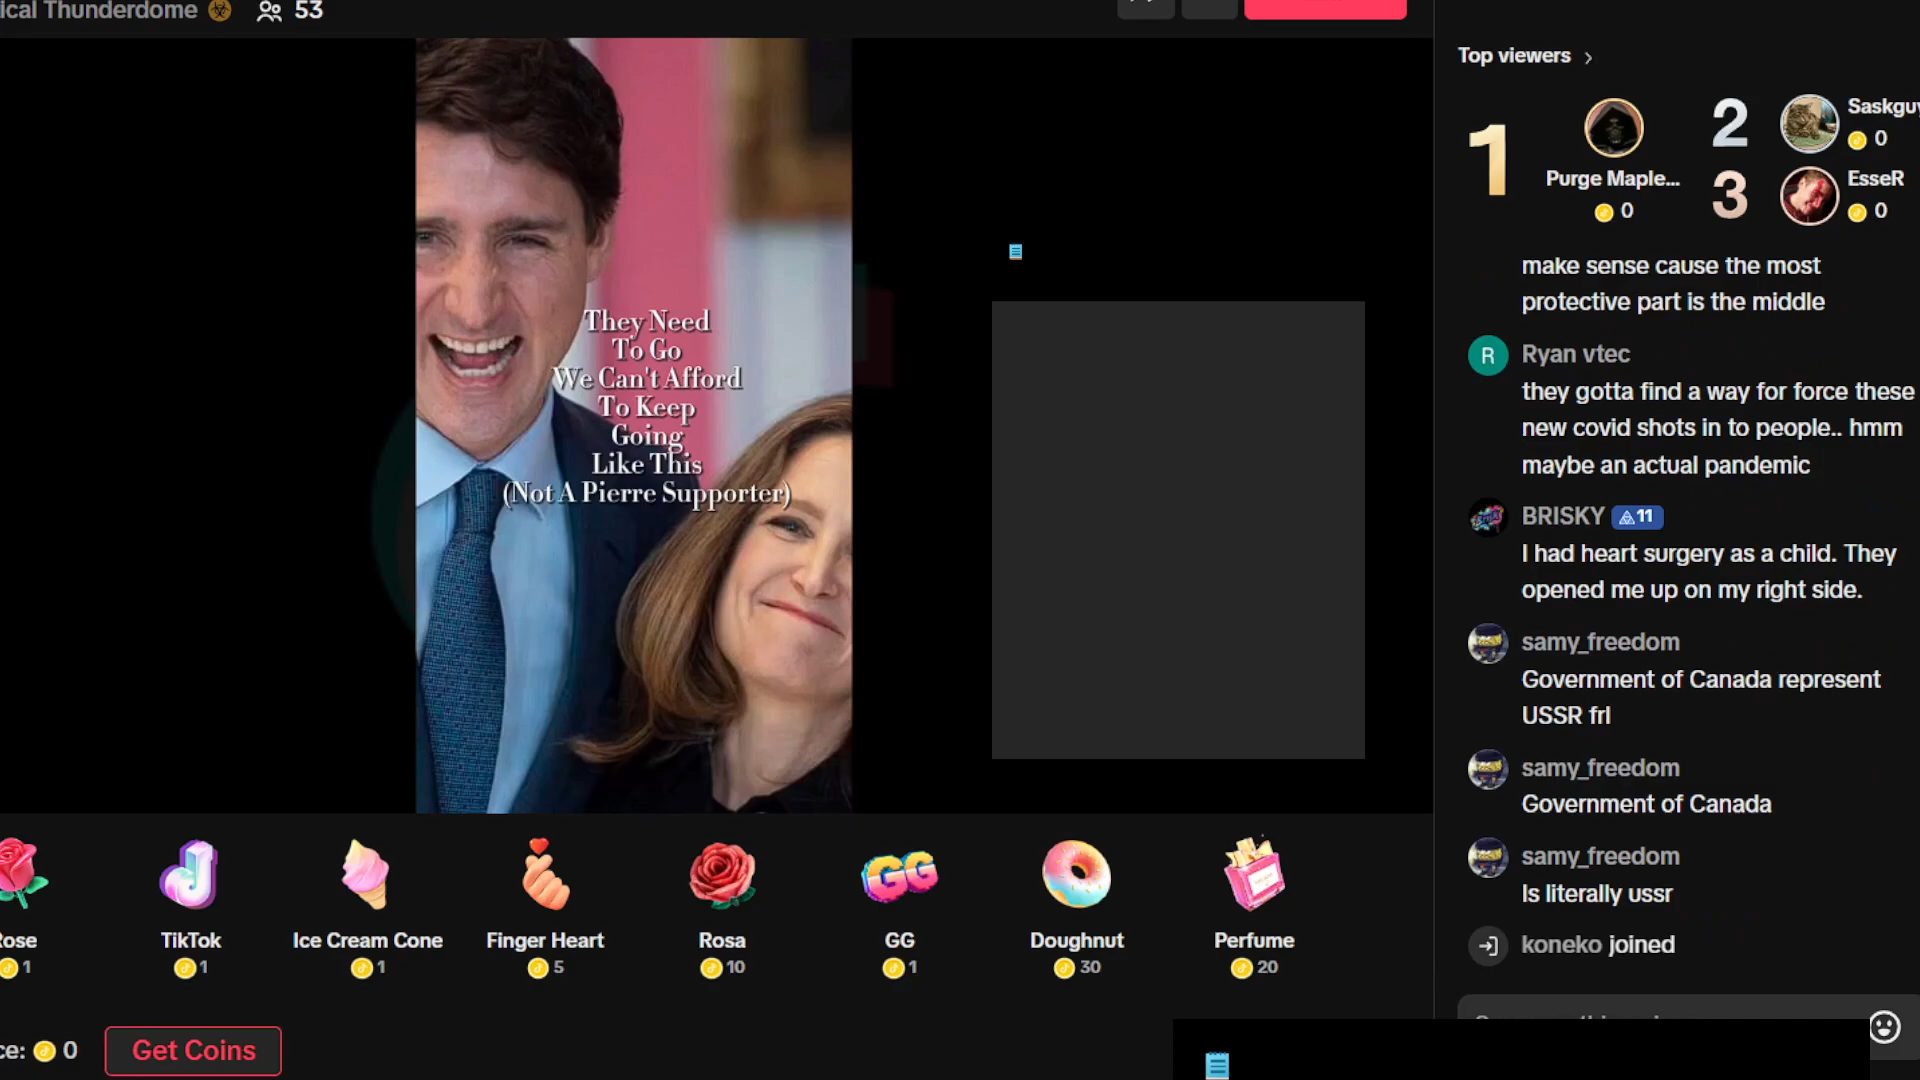 ical Thunderdome 53
They Need
To Go
We Can't Afford
To Keep
Going
Like This
(Not A Pierre Supporter)
Rose
1
TikTok
1
Ice Cream Cone
1
Finger Heart
5
Rosa
10
GG
GG
1
Doughnut
30
Perfume
20
ce: 0
Get Coins
Top viewers
1
Purge Maple...
0
2
Saskguy
0
3
EsseR
0
make sense cause the most
protective part is the middle
R
Ryan vtec
they gotta find a way for force these
new covid shots in to people.. hmm
maybe an actual pandemic
BRISKY 11
I had heart surgery as a child. They
opened me up on my right side.
samy_freedom
Government of Canada represent
USSR frl
samy_freedom
Government of Canada
samy_freedom
Is literally ussr
koneko joined